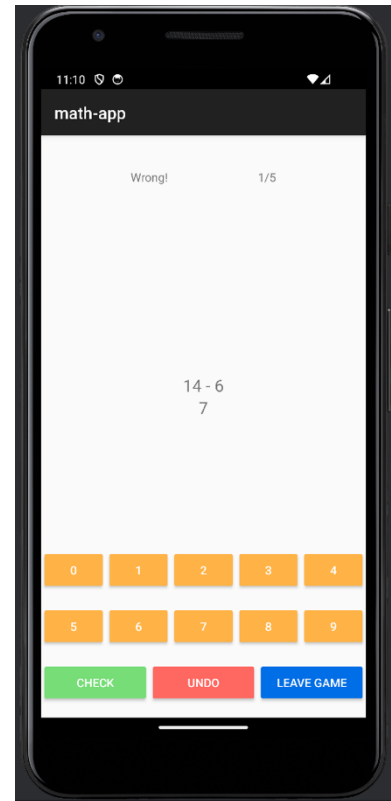 11:10
math-app
Wrong! 1/5
14 - 6
7
0 1 2 3 4
5 6 7 8 9
CHECK UNDO LEAVE GAME